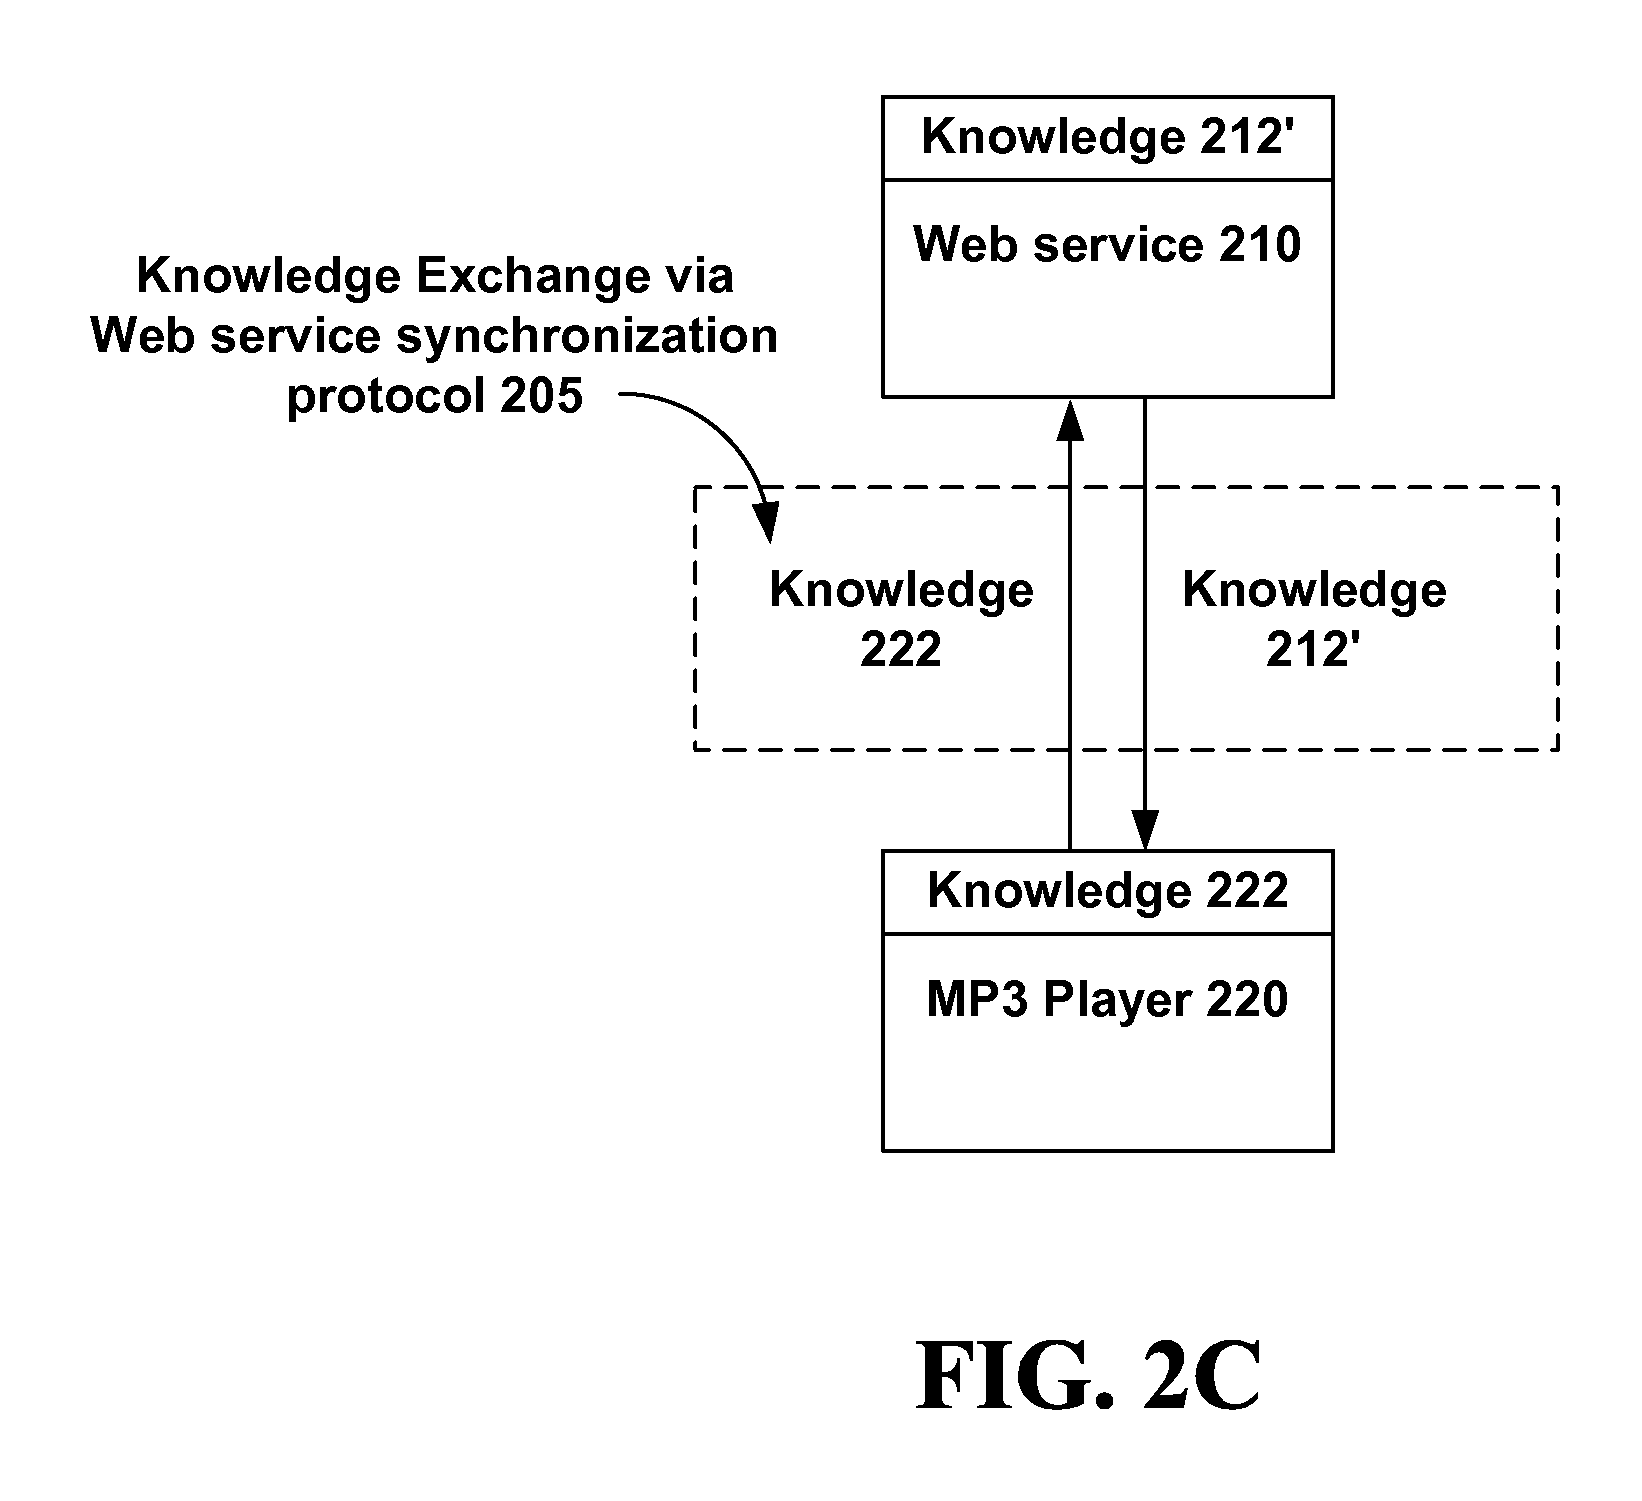 Knowledge 212'
Web service 210
Knowledge Exchange via
Web service synchronization
protocol 205
Knowledge
222
Knowledge
212'
Knowledge 222
MP3 Player 220
FIG. 2C